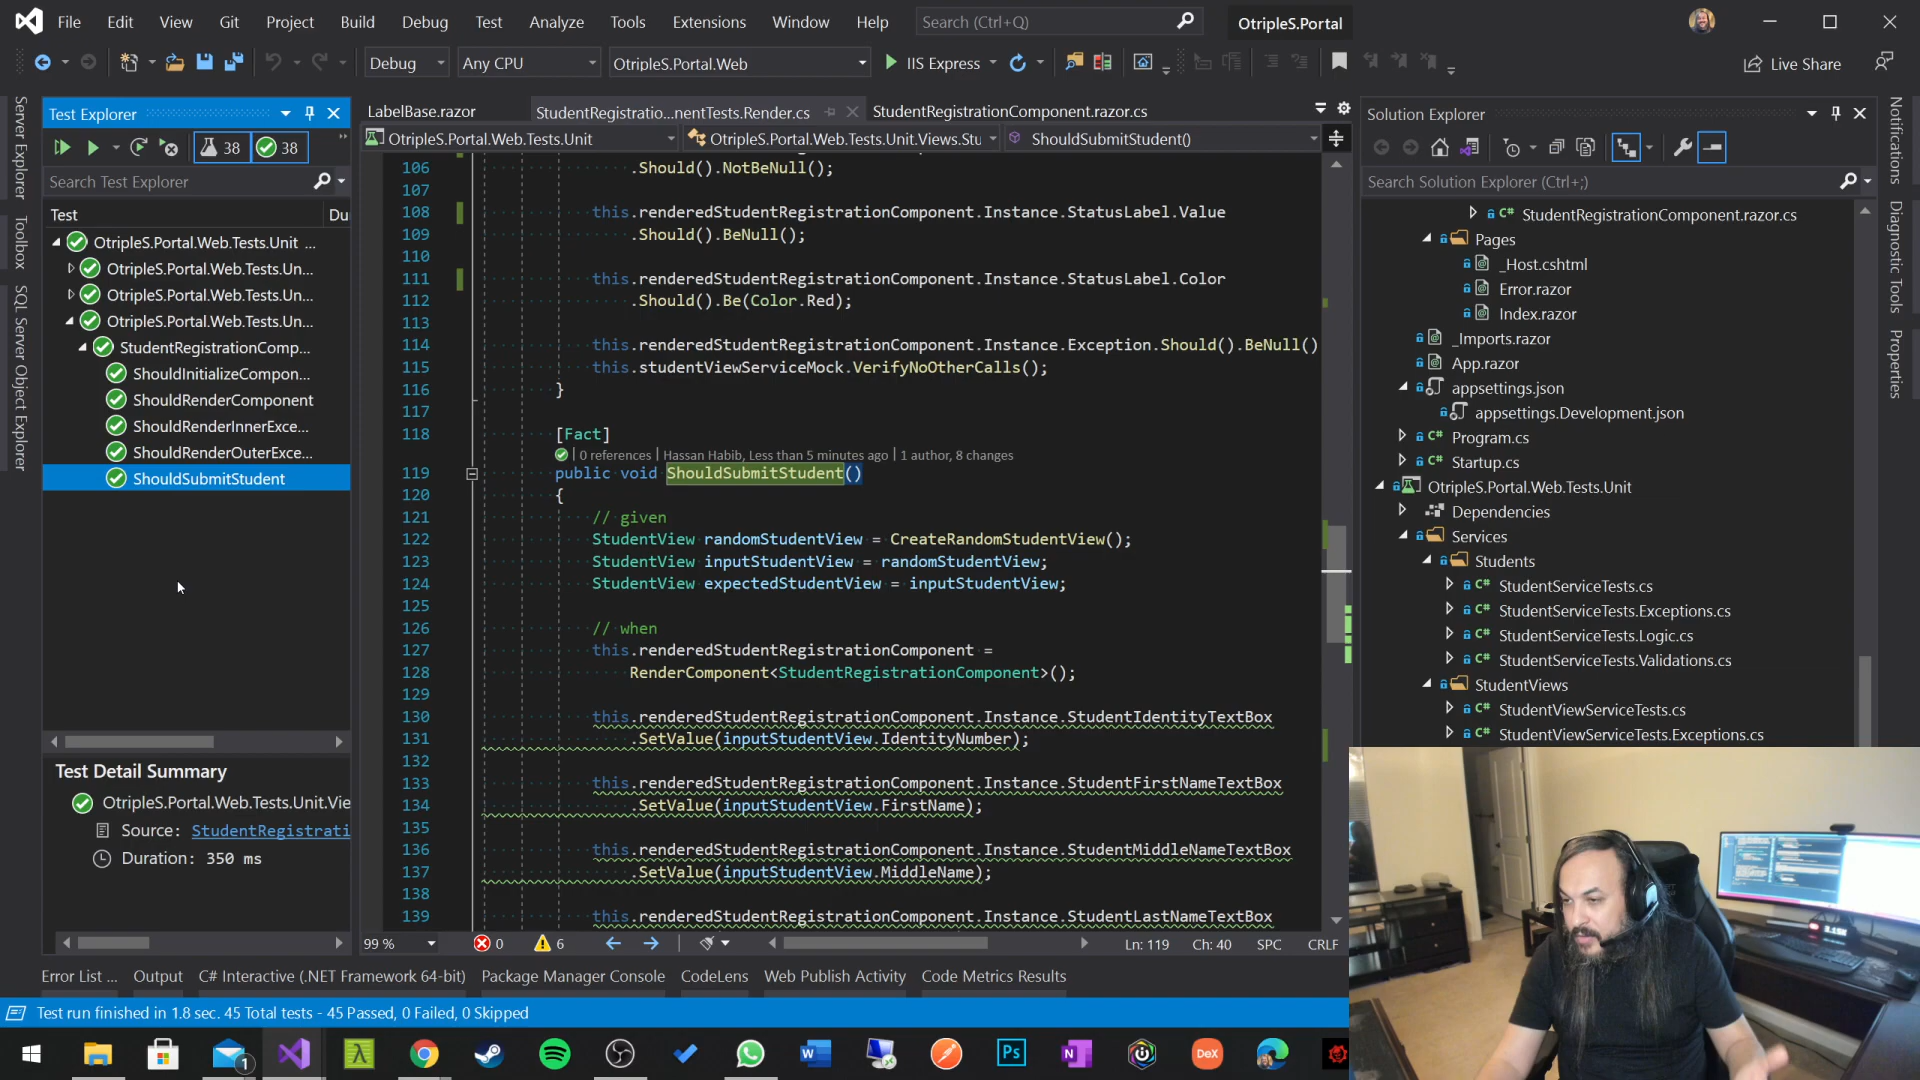 File Edit View Git Project Build Debug Test Analyze Tools Extensions Window Help Search (Ctrl+Q) OtripleS.Portal
Debug Any CPU OtripleS.Portal.Web IIS Express Live Share
Server Explorer
Toolbox
SQL Server Object Explorer
Test Explorer
38 38
Search Test Explorer
Test Du
OtripleS.Portal.Web.Tests.Unit ...
OtripleS.Portal.Web.Tests.Un...
OtripleS.Portal.Web.Tests.Un...
OtripleS.Portal.Web.Tests.Un...
StudentRegistrationComp...
ShouldInitializeCompon...
ShouldRenderComponent
ShouldRenderInnerExce...
ShouldRenderOuterExce...
ShouldSubmitStudent
Test Detail Summary
OtripleS.Portal.Web.Tests.Unit.Vie
Source: StudentRegistrati
Duration: 350 ms
LabelBase.razor StudentRegistratio...nentTests.Render.cs StudentRegistrationComponent.razor.cs
OtripleS.Portal.Web.Tests.Unit OtripleS.Portal.Web.Tests.Unit.Views.Stu ShouldSubmitStudent()
106 .Should().NotBeNull();
107
108 this.renderedStudentRegistrationComponent.Instance.StatusLabel.Value
109 .Should().BeNull();
110
111 this.renderedStudentRegistrationComponent.Instance.StatusLabel.Color
112 .Should().Be(Color.Red);
113
114 this.renderedStudentRegistrationComponent.Instance.Exception.Should().BeNull()
115 this.studentViewServiceMock.VerifyNoOtherCalls();
116 }
117
118 [Fact]
0 references | Hassan Habib, Less than 5 minutes ago | 1 author, 8 changes
119 public void ShouldSubmitStudent()
120 {
121 // given
122 StudentView randomStudentView = CreateRandomStudentView();
123 StudentView inputStudentView = randomStudentView;
124 StudentView expectedStudentView = inputStudentView;
125
126 // when
127 this.renderedStudentRegistrationComponent =
128 RenderComponent<StudentRegistrationComponent>();
129
130 this.renderedStudentRegistrationComponent.Instance.StudentIdentityTextBox
131 .SetValue(inputStudentView.IdentityNumber);
132
133 this.renderedStudentRegistrationComponent.Instance.StudentFirstNameTextBox
134 .SetValue(inputStudentView.FirstName);
135
136 this.renderedStudentRegistrationComponent.Instance.StudentMiddleNameTextBox
137 .SetValue(inputStudentView.MiddleName);
138
139 this.renderedStudentRegistrationComponent.Instance.StudentLastNameTextBox
99 % 0 6 Ln: 119 Ch: 40 SPC CRLF
Solution Explorer
Search Solution Explorer (Ctrl+;)
C# StudentRegistrationComponent.razor.cs
Pages
_Host.cshtml
Error.razor
Index.razor
_Imports.razor
App.razor
appsettings.json
appsettings.Development.json
C# Program.cs
C# Startup.cs
OtripleS.Portal.Web.Tests.Unit
Dependencies
Services
Students
C# StudentServiceTests.cs
C# StudentServiceTests.Exceptions.cs
C# StudentServiceTests.Logic.cs
C# StudentServiceTests.Validations.cs
StudentViews
C# StudentViewServiceTests.cs
C# StudentViewServiceTests.Exceptions.cs
Notifications
Diagnostic Tools
Properties
Error List ... Output C# Interactive (.NET Framework 64-bit) Package Manager Console CodeLens Web Publish Activity Code Metrics Results
Test run finished in 1.8 sec. 45 Total tests - 45 Passed, 0 Failed, 0 Skipped
1 λ W Ps N DeX